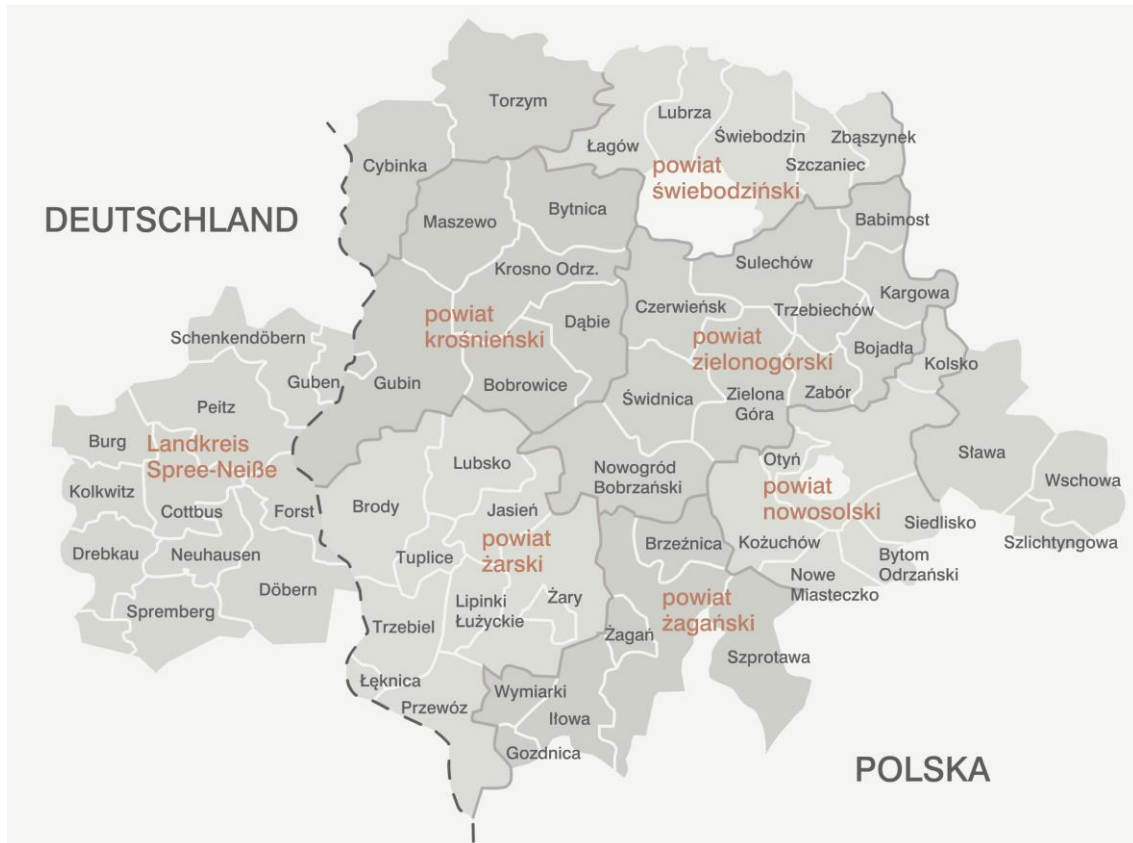 Torzym
Lubrza
Świebodzin
Zbąszynek
Łagów
Szczaniec
Cybinka
powiat
świebodziński
DEUTSCHLAND
Maszewo
Bytnica
Babimost
Sulechów
Krosno Odrz.
Kargowa
Czerwieńsk
Trzebiechów
powiat
krośnieński
Dąbie
powiat
zielonogórski
Schenkendöbern
Bojadła
Kolsko
Guben
Gubin
Bobrowice
Świdnica
Zielona
Góra
Zabór
Peitz
Burg
Landkreis
Spree-Neiße
Lubsko
Nowogród
Bobrzański
Otyń
Sława
Wschowa
Kolkwitz
Cottbus
Forst
Brody
Jasień
powiat
nowosolski
Siedlisko
Szlichtyngowa
Drebkau
Neuhausen
Tuplice
powiat
żarski
Brzeźnica
Kożuchów
Bytom
Odrzański
Döbern
Nowe
Miasteczko
Spremberg
Lipinki
Łużyckie
Żary
powiat
żagański
Trzebiel
Żagań
Szprotawa
Łęknica
Wymiarki
Przewóz
Iłowa
Gozdnica
POLSKA